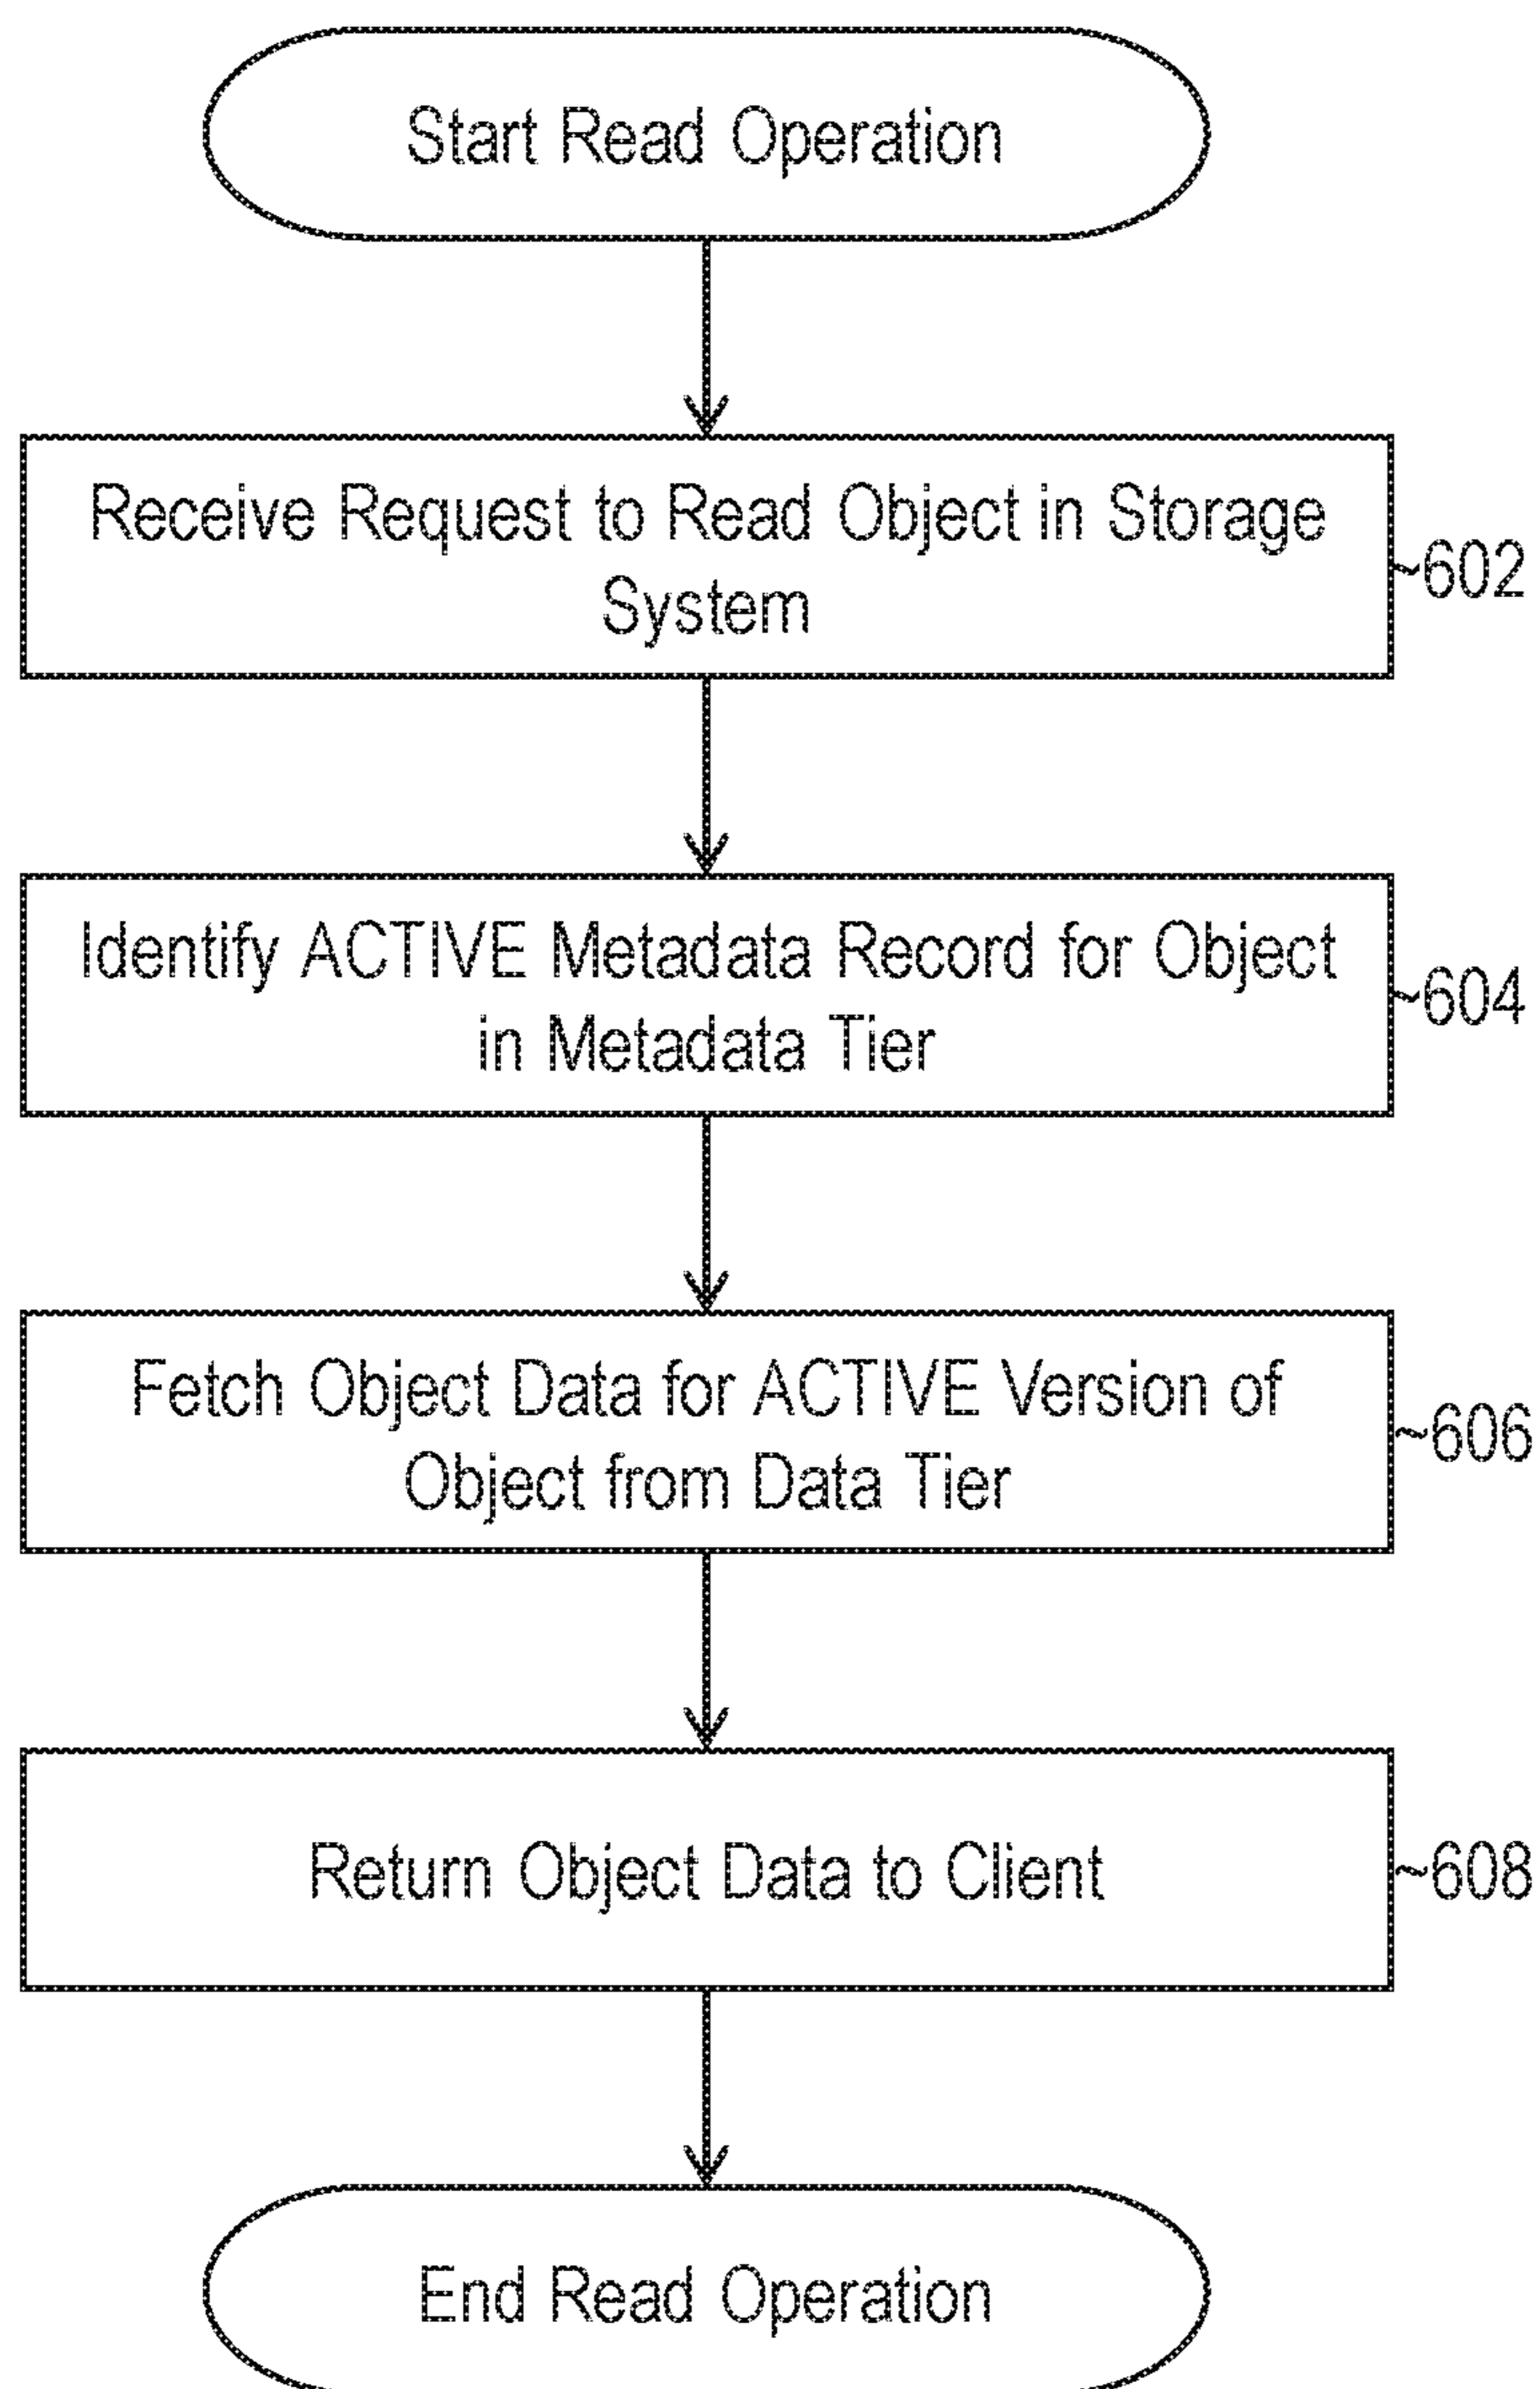 Start Read Operation
Receive Request to Read Object in Storage
System
~602
Identify ACTIVE Metadata Record for Object
in Metadata Tier
~604
Fetch Object Data for ACTIVE Version of
Object from Data Tier
~606
Return Object Data to Client
~608
End Read Operation